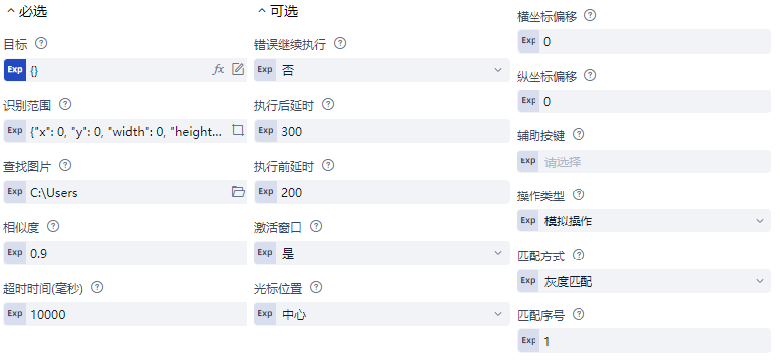 必选
目标
Exp {} fx
识别范围
Exp {"x": 0, "y": 0, "width": 0, "height...
查找图片
Exp C:\Users
相似度
Exp 0.9
超时时间(毫秒)
Exp 10000
可选
错误继续执行
Exp 否
执行后延时
Exp 300
执行前延时
Exp 200
激活窗口
Exp 是
光标位置
Exp 中心
横坐标偏移
Exp 0
纵坐标偏移
Exp 0
辅助按键
Exp 请选择
操作类型
Exp 模拟操作
匹配方式
Exp 灰度匹配
匹配序号
Exp 1